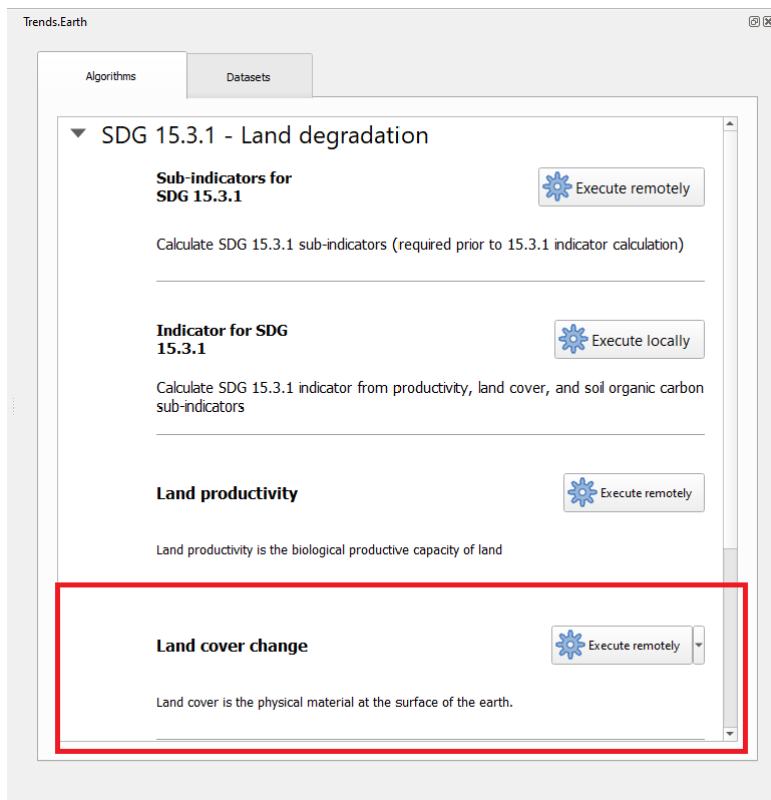 Trends.Earth
Algorithms
Datasets
SDG 15.3.1 - Land degradation
Sub-indicators for
SDG 15.3.1
Execute remotely
Calculate SDG 15.3.1 sub-indicators (required prior to 15.3.1 indicator calculation)
Indicator for SDG
15.3.1
Execute locally
Calculate SDG 15.3.1 indicator from productivity, land cover, and soil organic carbon
sub-indicators
Land productivity
Execute remotely
Land productivity is the biological productive capacity of land
Land cover change
Execute remotely
Land cover is the physical material at the surface of the earth.